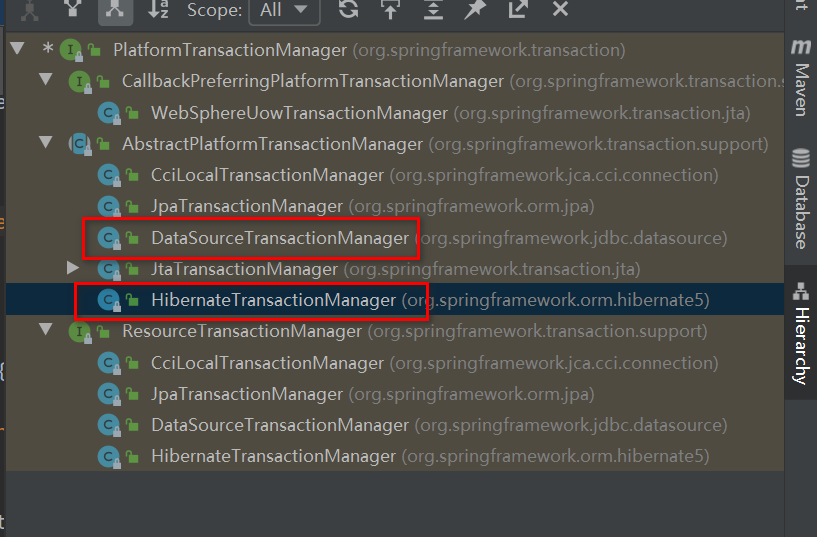 Scope: All
* PlatformTransactionManager (org.springframework.transaction)
CallbackPreferringPlatformTransactionManager (org.springframework.transaction.s
WebSphereUowTransactionManager (org.springframework.transaction.jta)
AbstractPlatformTransactionManager (org.springframework.transaction.support)
CciLocalTransactionManager (org.springframework.jca.cci.connection)
JpaTransactionManager (org.springframework.orm.jpa)
DataSourceTransactionManager (org.springframework.jdbc.datasource)
JtaTransactionManager (org.springframework.transaction.jta)
HibernateTransactionManager (org.springframework.orm.hibernate5)
ResourceTransactionManager (org.springframework.transaction.support)
CciLocalTransactionManager (org.springframework.jca.cci.connection)
JpaTransactionManager (org.springframework.orm.jpa)
DataSourceTransactionManager (org.springframework.jdbc.datasource)
HibernateTransactionManager (org.springframework.orm.hibernate5)
Maven
Database
Hierarchy